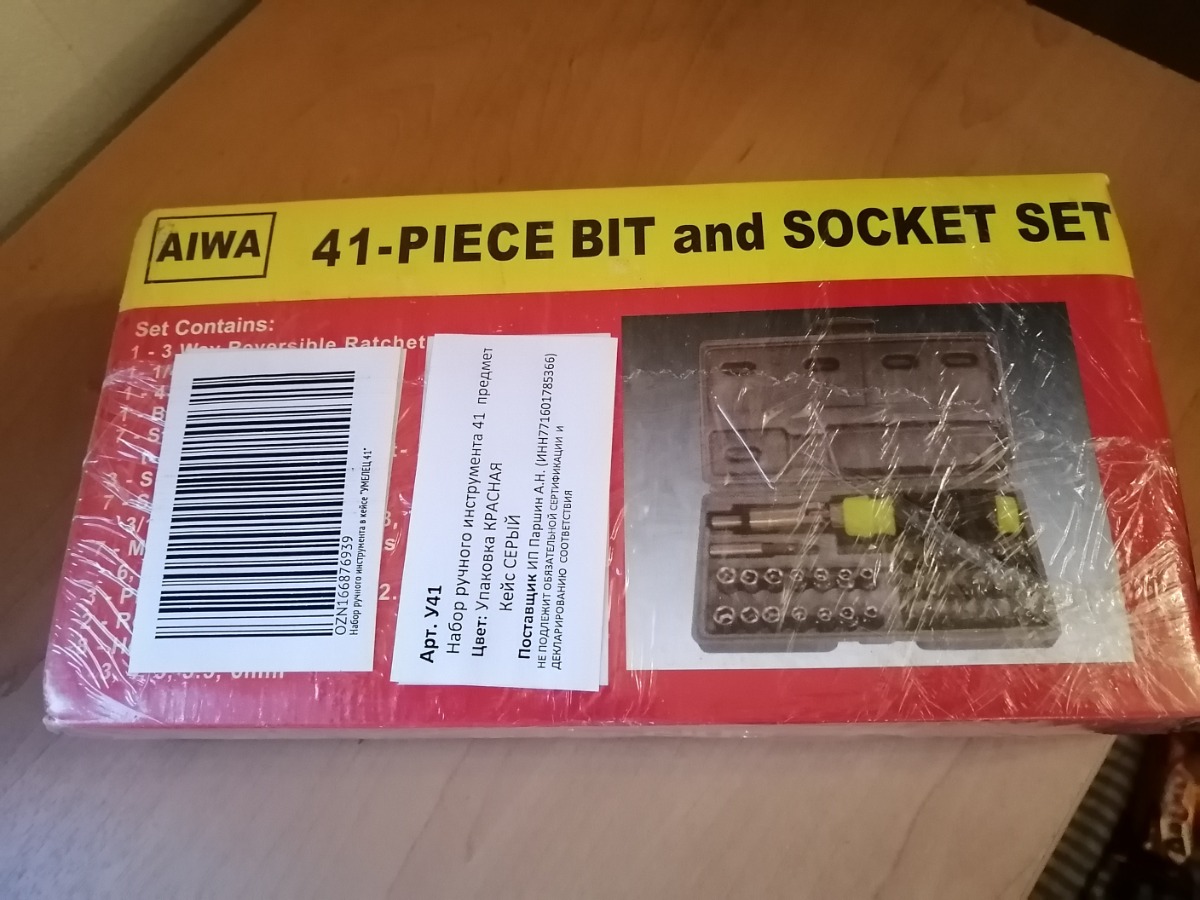 AIWA
41-PIECE BIT and SOCKET SET
Set Contains:
1 - 3 Way Reversible Ratchet
OZN166876939
Набор ручного инструмента в кейсе "УМЕЛЕЦ 41"
Арт. У41
Набор ручного инструмента 41 предмет
Цвет: Упаковка КРАСНАЯ
Кейс СЕРЫЙ
Поставщик ИП Паршин А.Н. (ИНН771601785366)
НЕ ПОДЛЕЖИТ ОБЯЗАТЕЛЬНОЙ СЕРТИФИКАЦИИ И
ДЕКЛАРИРОВАНИЮ СООТВЕТСТВИЯ